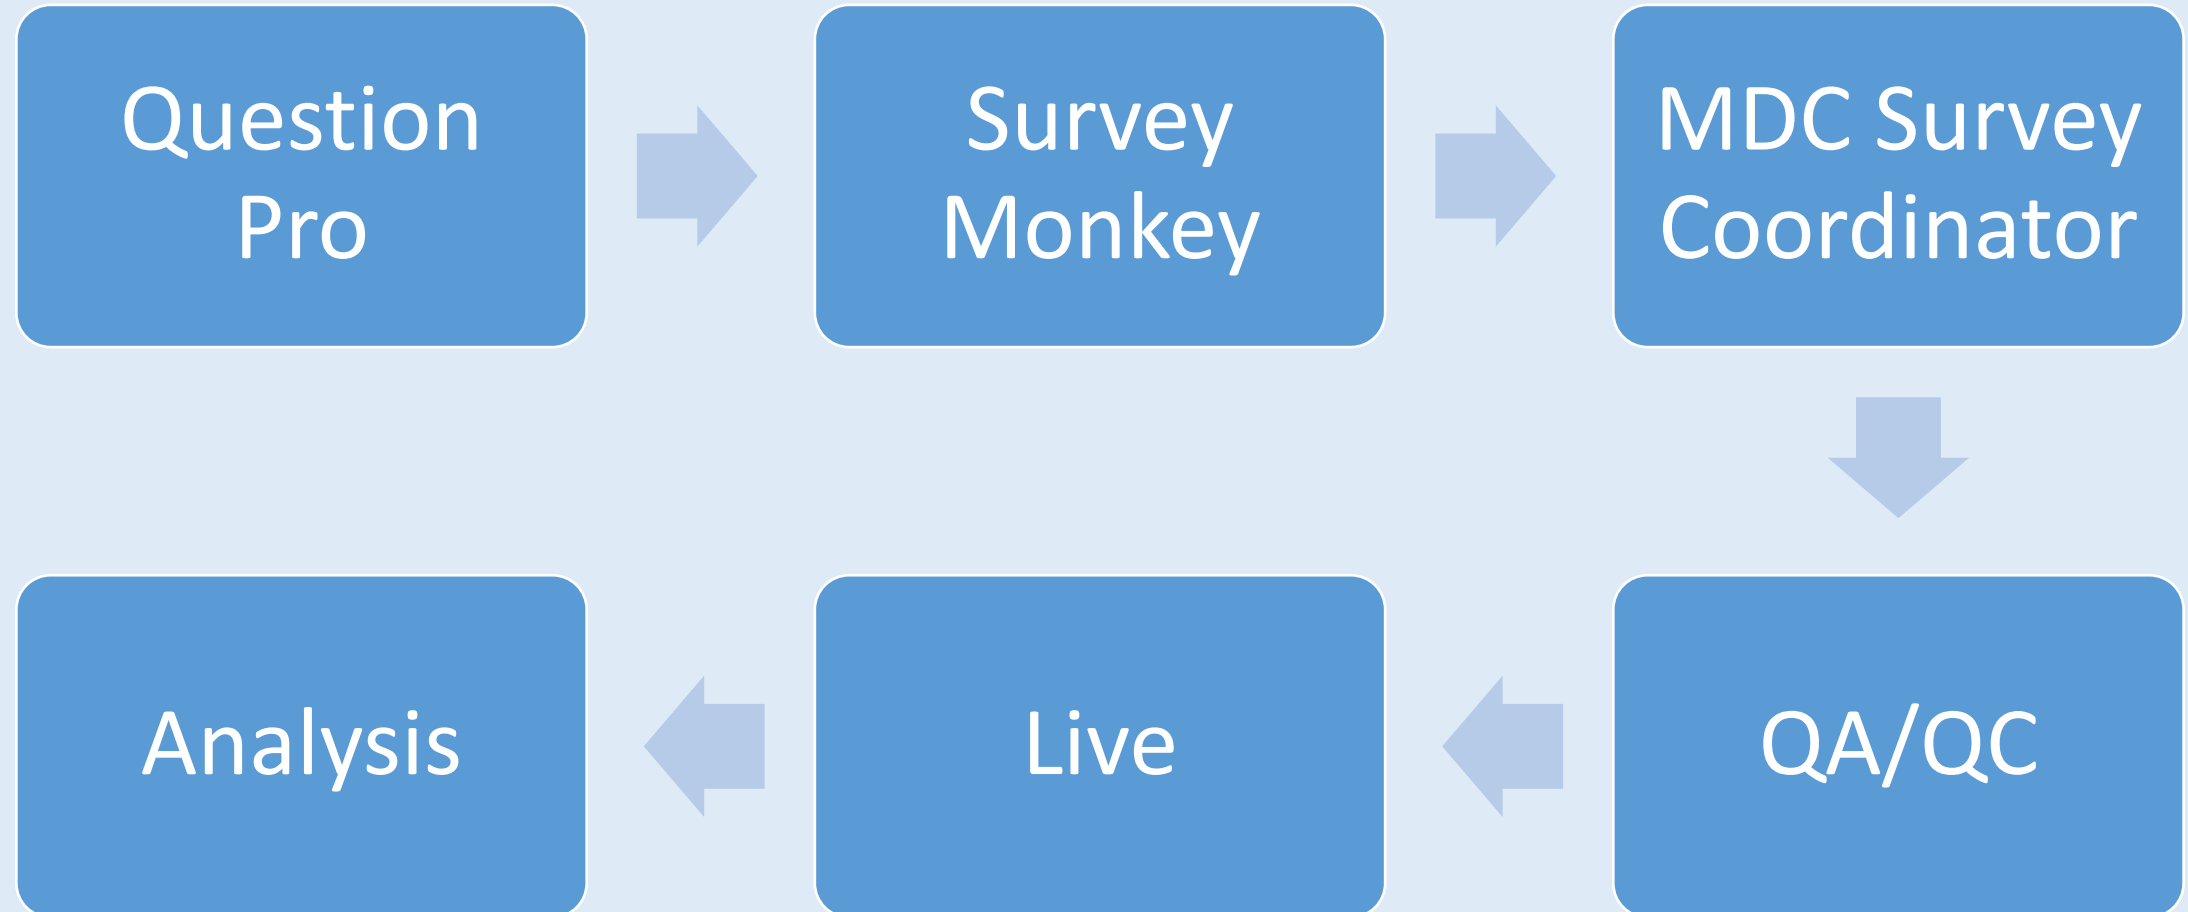 Question
Pro
Survey
Monkey
MDC Survey
Coordinator
Analysis
Live
QA/QC